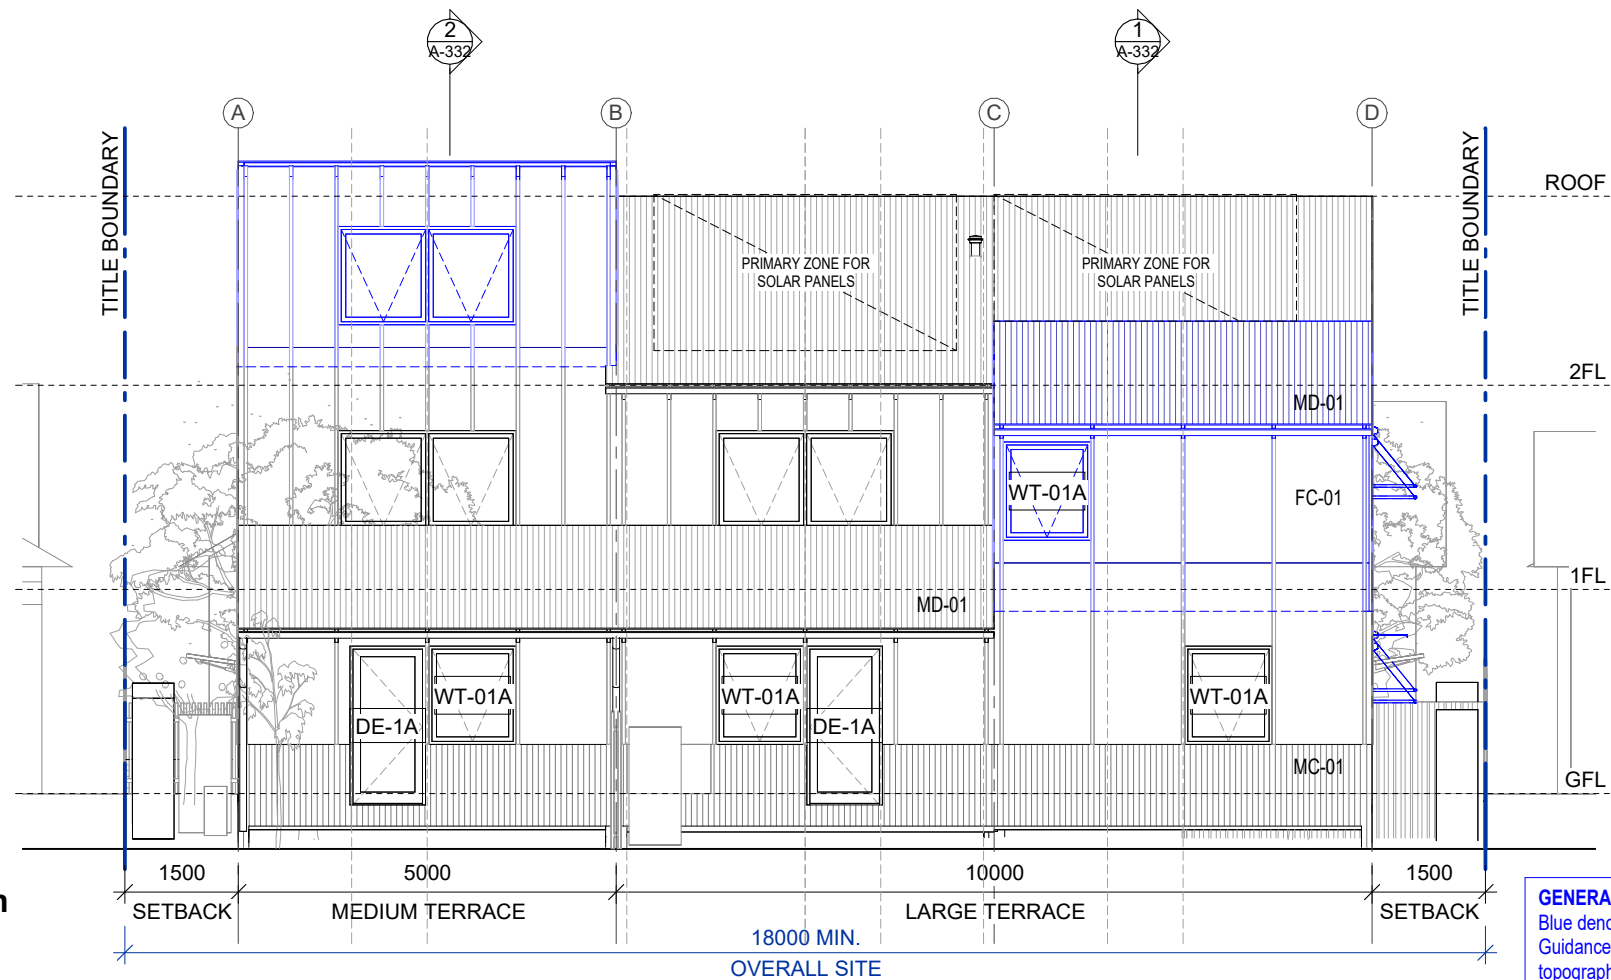 2
A-332
1
A-332
A
B
C
D
TITLE BOUNDARY
TITLE BOUNDARY
ROOF
PRIMARY ZONE FOR
SOLAR PANELS
PRIMARY ZONE FOR
SOLAR PANELS
2FL
MD-01
WT-01A
FC-01
1FL
MD-01
WT-01A
WT-01A
WT-01A
DE-1A
DE-1A
MC-01
GFL
1500
5000
10000
1500
SETBACK
MEDIUM TERRACE
LARGE TERRACE
SETBACK
18000 MIN.
OVERALL SITE
n
GENERA
Blue deno
Guidance
topograph